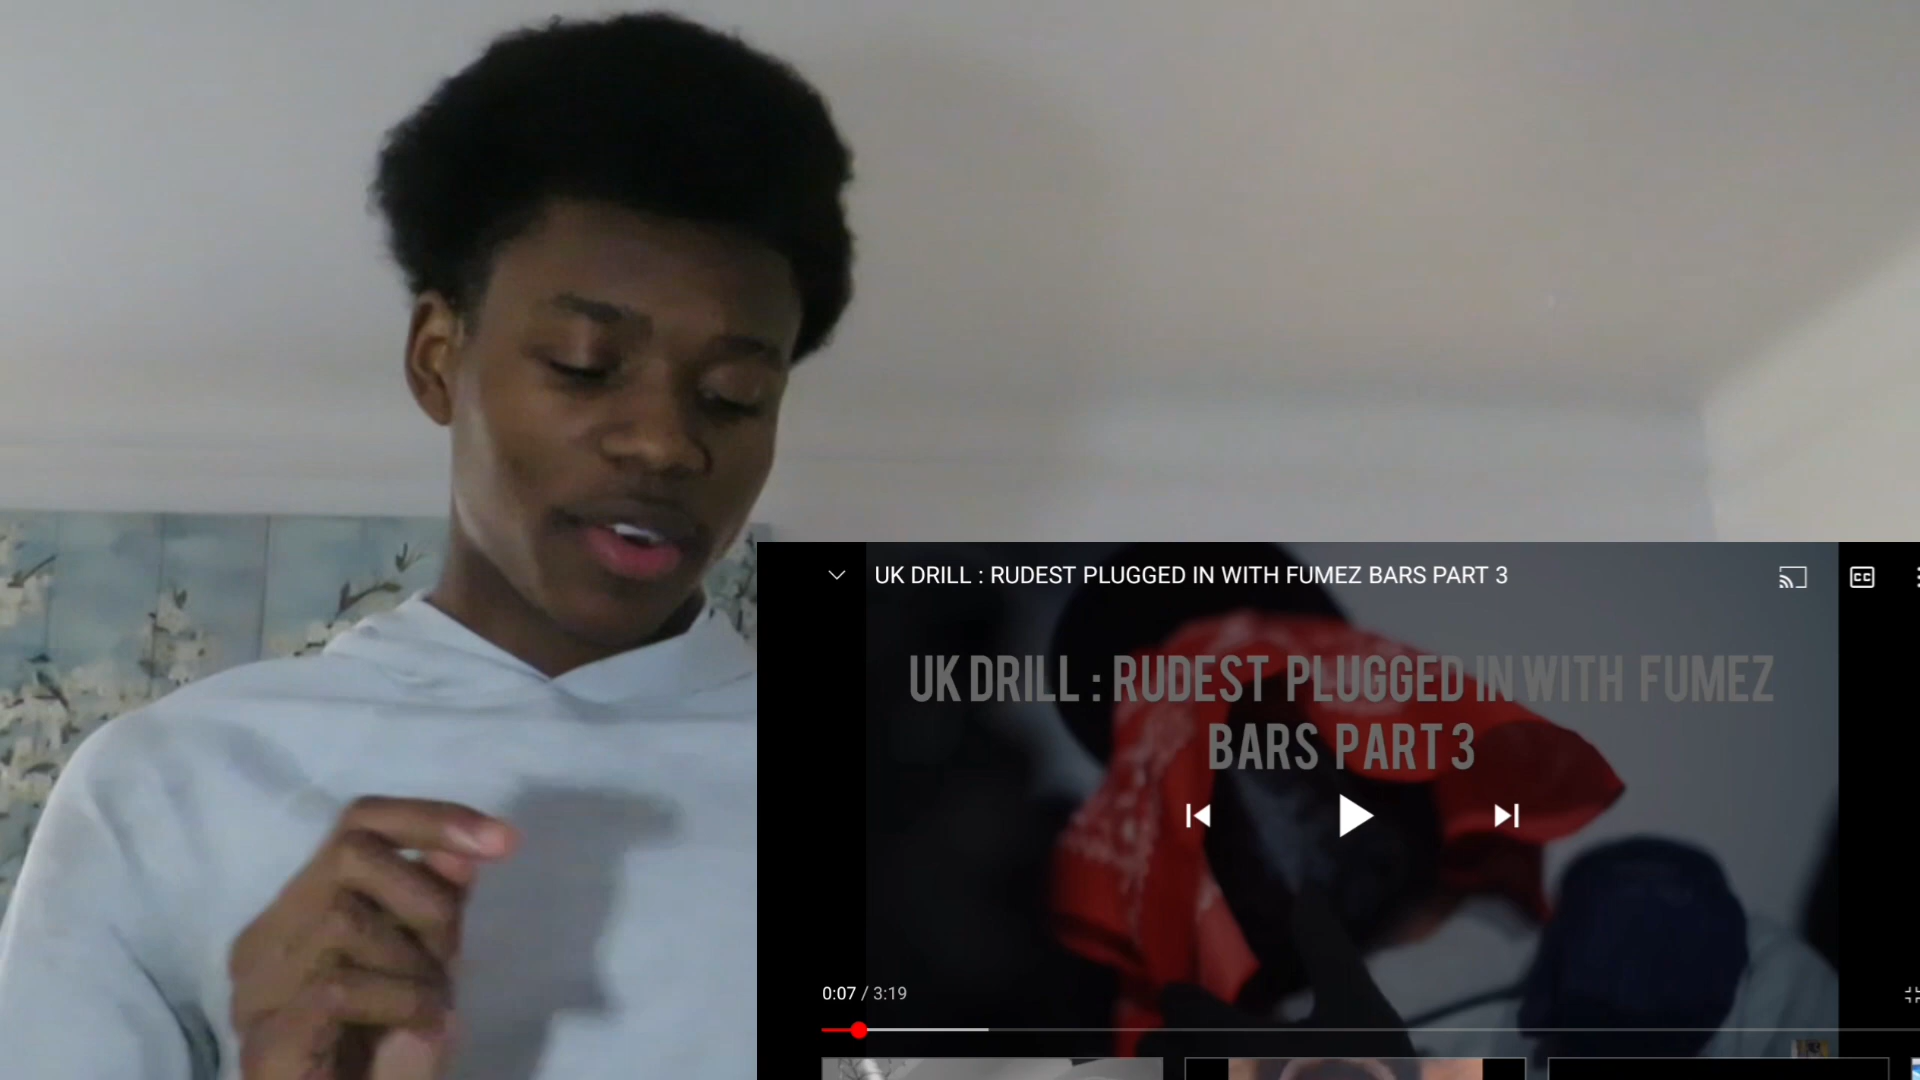 UK DRILL : RUDEST PLUGGED IN WITH FUMEZ BARS PART 3
CC
UK DRILL : RUDEST PLUGGED IN WITH FUMEZ
BARS PART 3
0:07 / 3:19